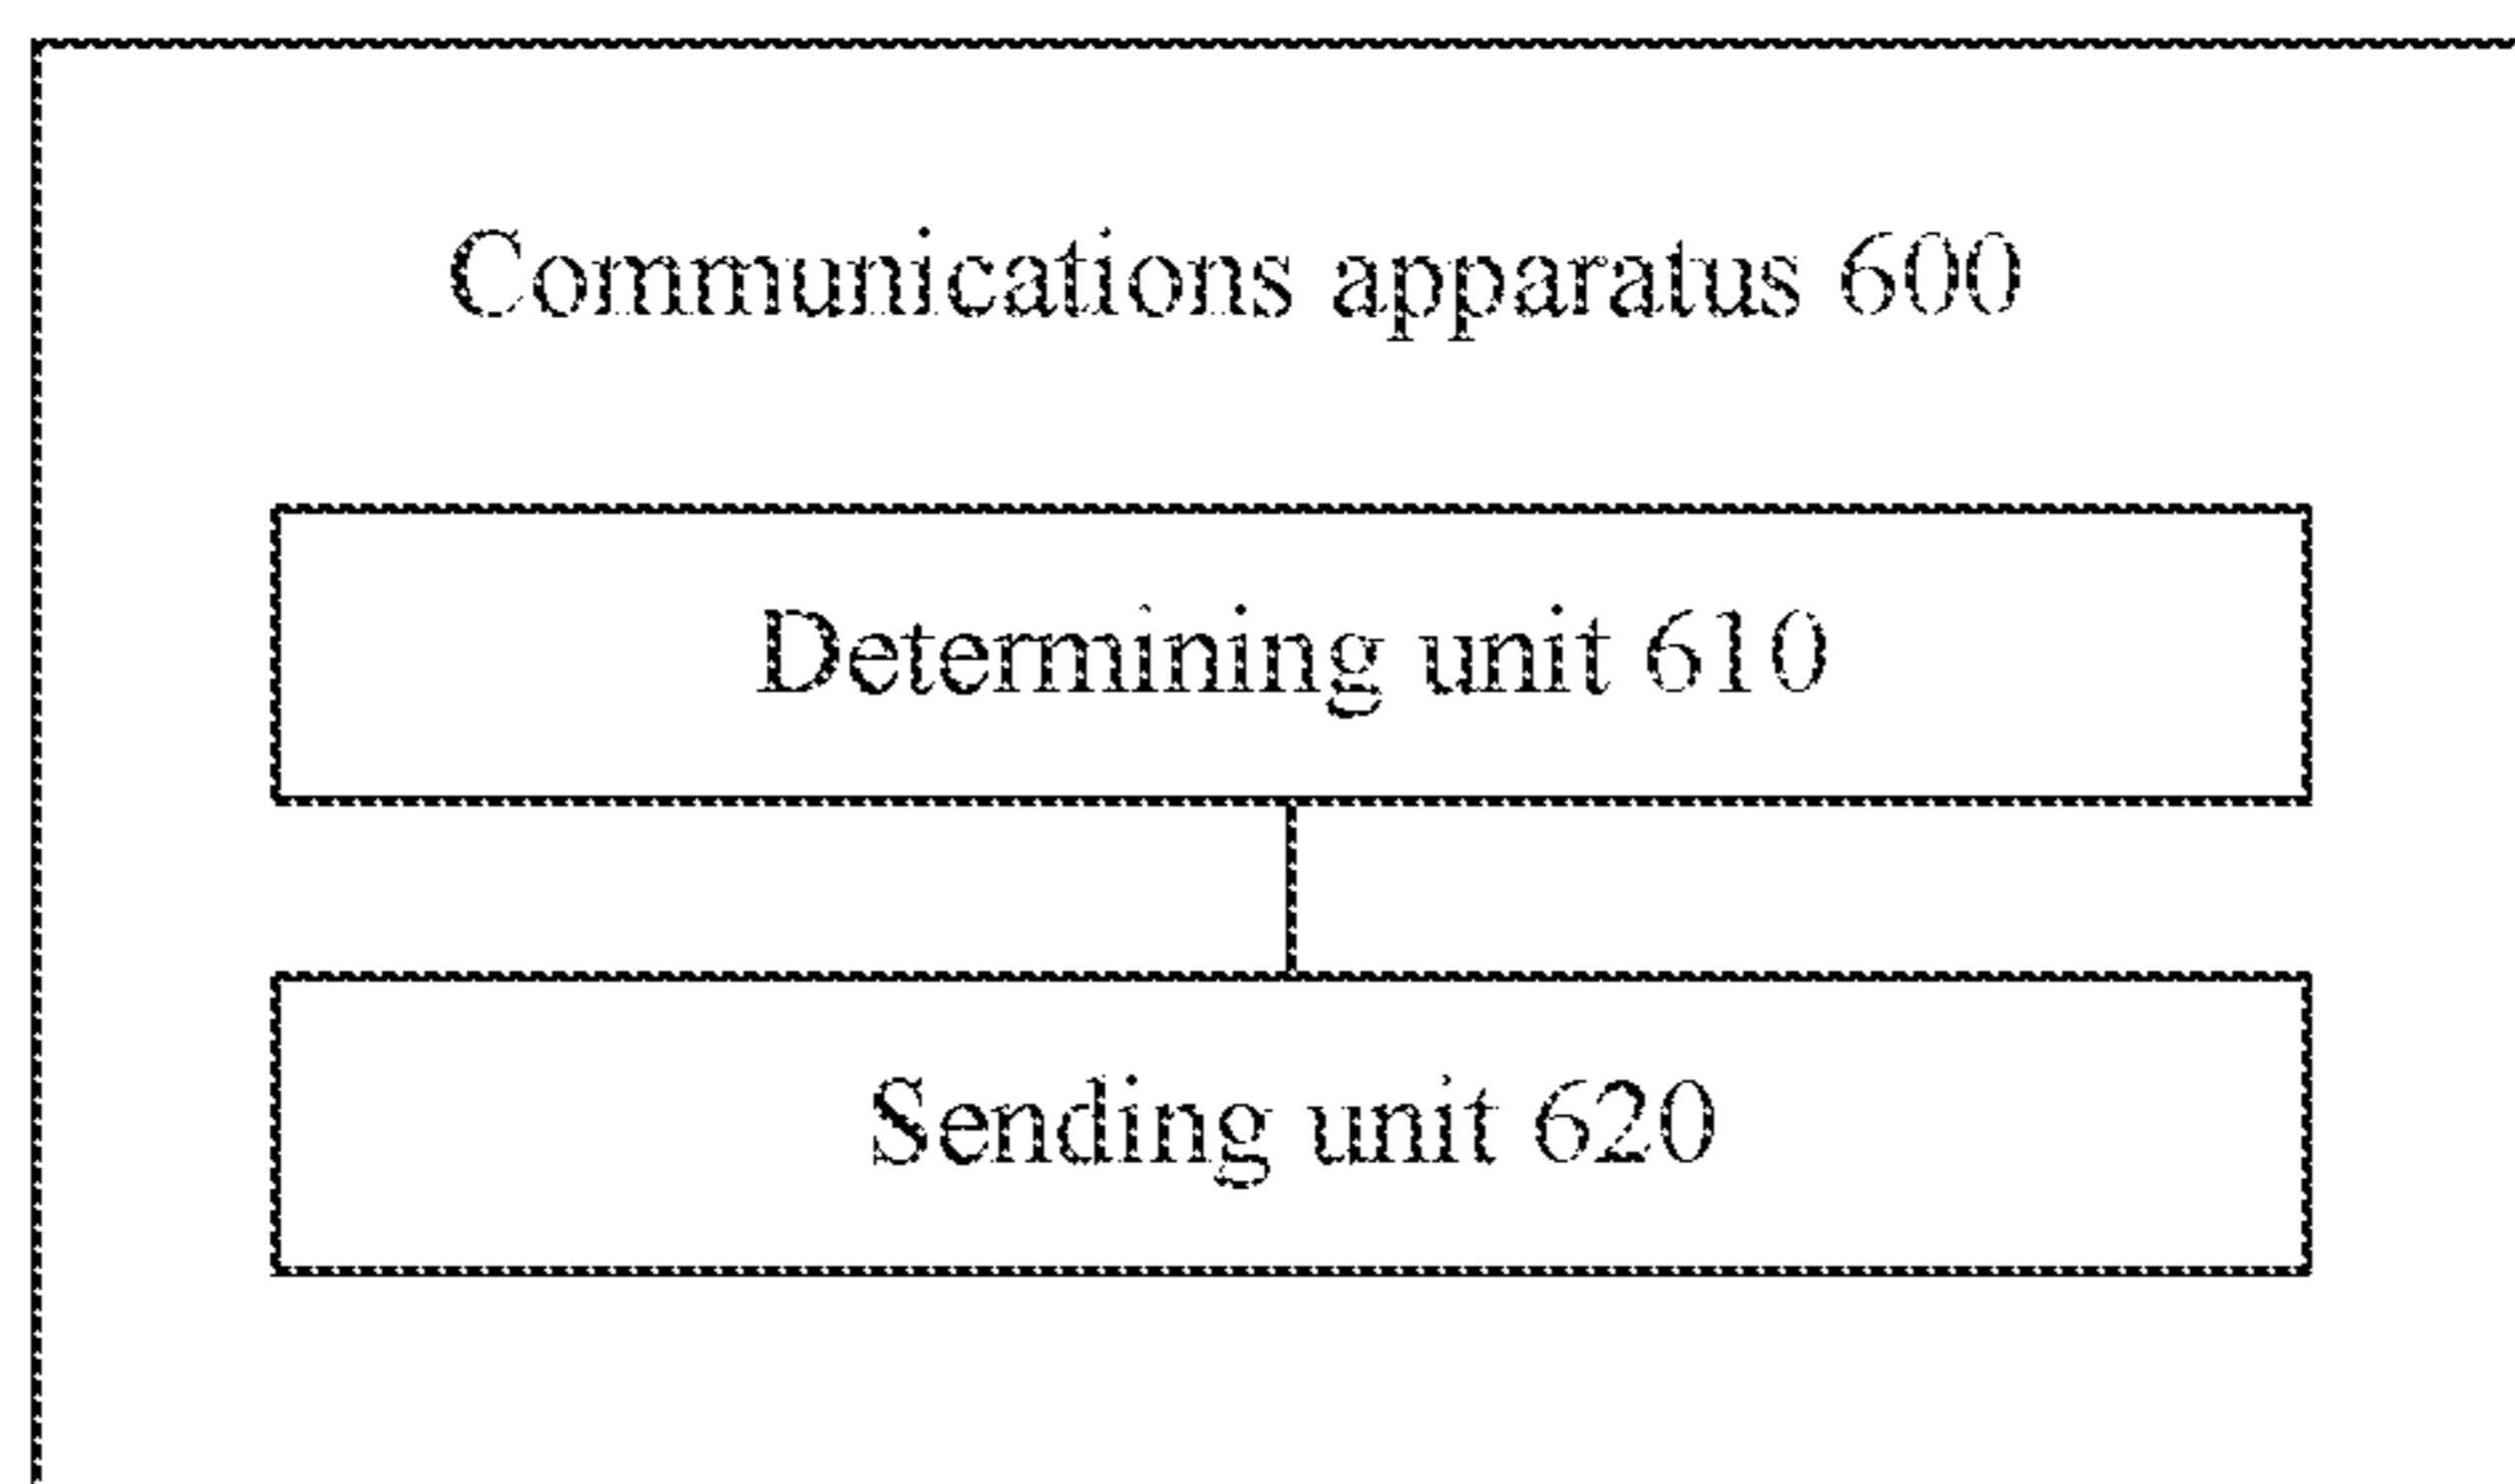 Communications apparatus 600
Determining unit 610
Sending unit 620